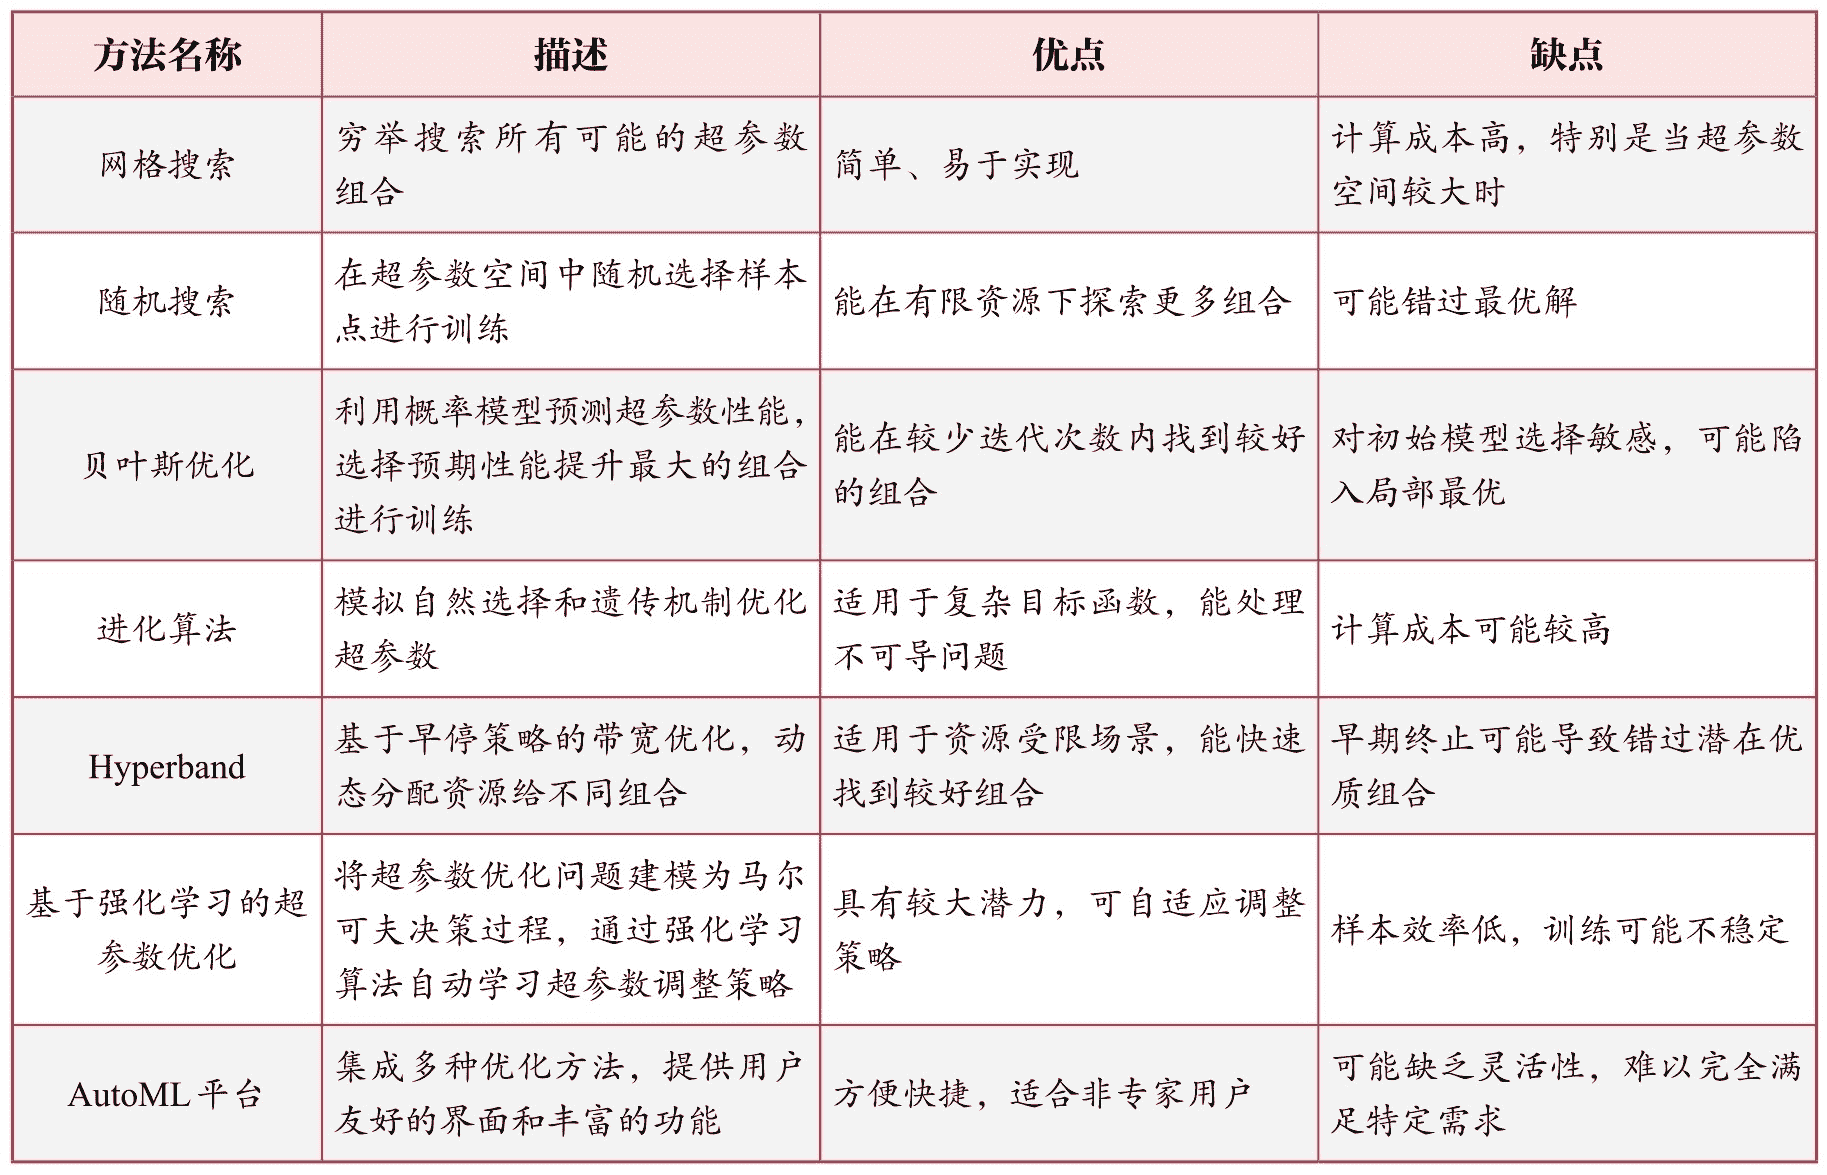 方法名称 描述 优点 缺点
网格搜索
穷举搜索所有可能的超参数
组合
简单、易于实现
计算成本高，特别是当超参数
空间较大时
随机搜索
在超参数空间中随机选择样本
点进行训练
能在有限资源下探索更多组合
可能错过最优解
贝叶斯优化
利用概率模型预测超参数性能，
选择预期性能提升最大的组合
进行训练
能在较少迭代次数内找到较好
的组合
对初始模型选择敏感，可能陷
入局部最优
进化算法
模拟自然选择和遗传机制优化
超参数
适用于复杂目标函数，能处理
不可导问题
计算成本可能较高
Hyperband
基于早停策略的带宽优化，动
态分配资源给不同组合
适用于资源受限场景，能快速
找到较好组合
早期终止可能导致错过潜在优
质组合
基于强化学习的超
参数优化
将超参数优化问题建模为马尔
可夫决策过程，通过强化学习
算法自动学习超参数调整策略
具有较大潜力，可自适应调整
策略
样本效率低，训练可能不稳定
AutoML 平台
集成多种优化方法，提供用户
友好的界面和丰富的功能
方便快捷，适合非专家用户
可能缺乏灵活性，难以完全满
足特定需求